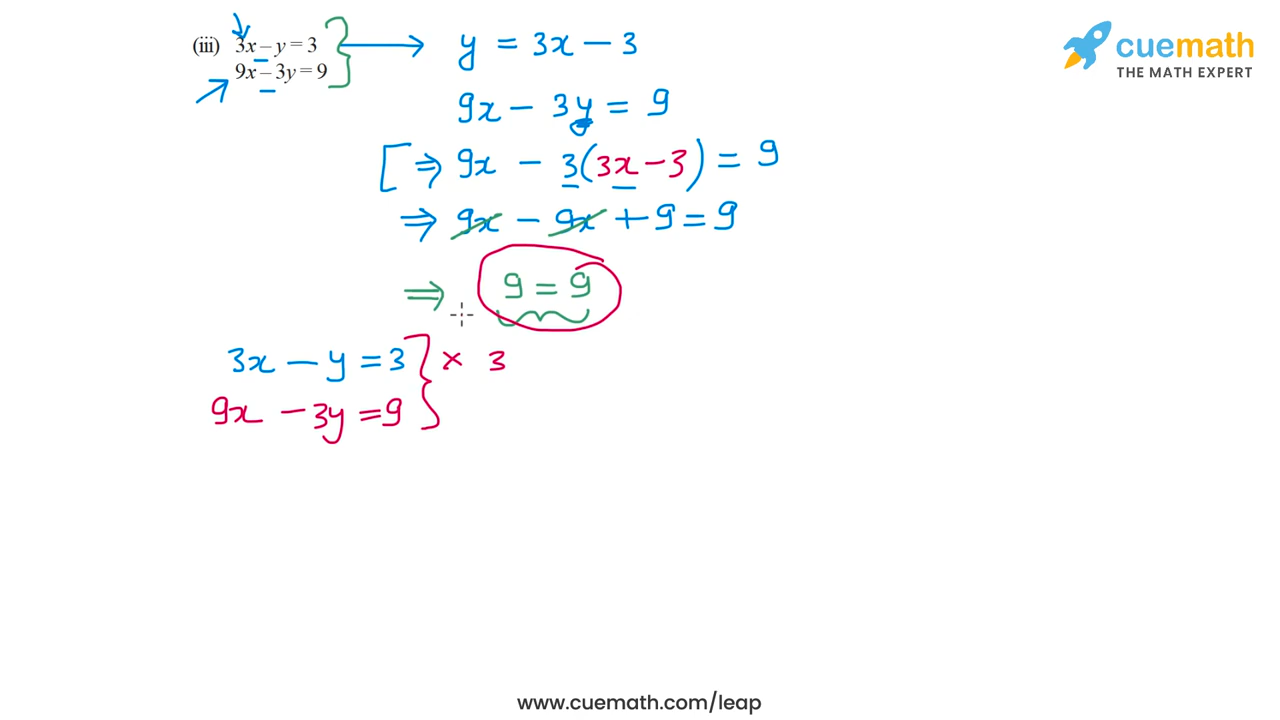 (iii) 3x – y = 3
9x – 3y = 9
y = 3x − 3
cuemath
THE MATH EXPERT
9x − 3y = 9
[⇒ 9x − 3(3x − 3) = 9
⇒ 9x − 9x + 9 = 9
⇒ 9 = 9
3x − y = 3 } × 3
9x − 3y = 9
www.cuemath.com/leap